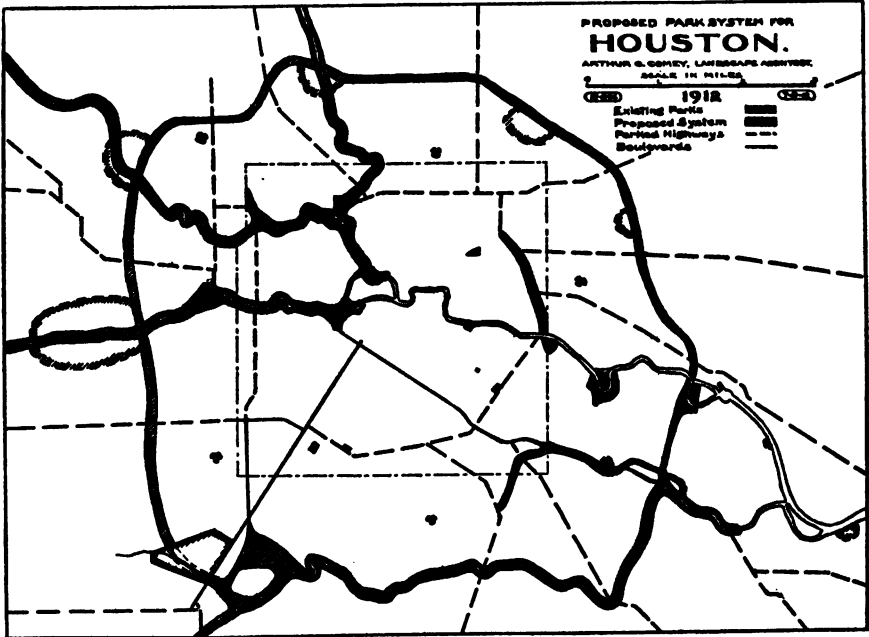 PROPOSED PARK SYSTEM FOR
HOUSTON.
ARTHUR C. COMEY, LANDSCAPE ARCHITECT,
SCALE IN MILES
1912
Existing Parks
Proposed System
Parked Highways
Boulevards